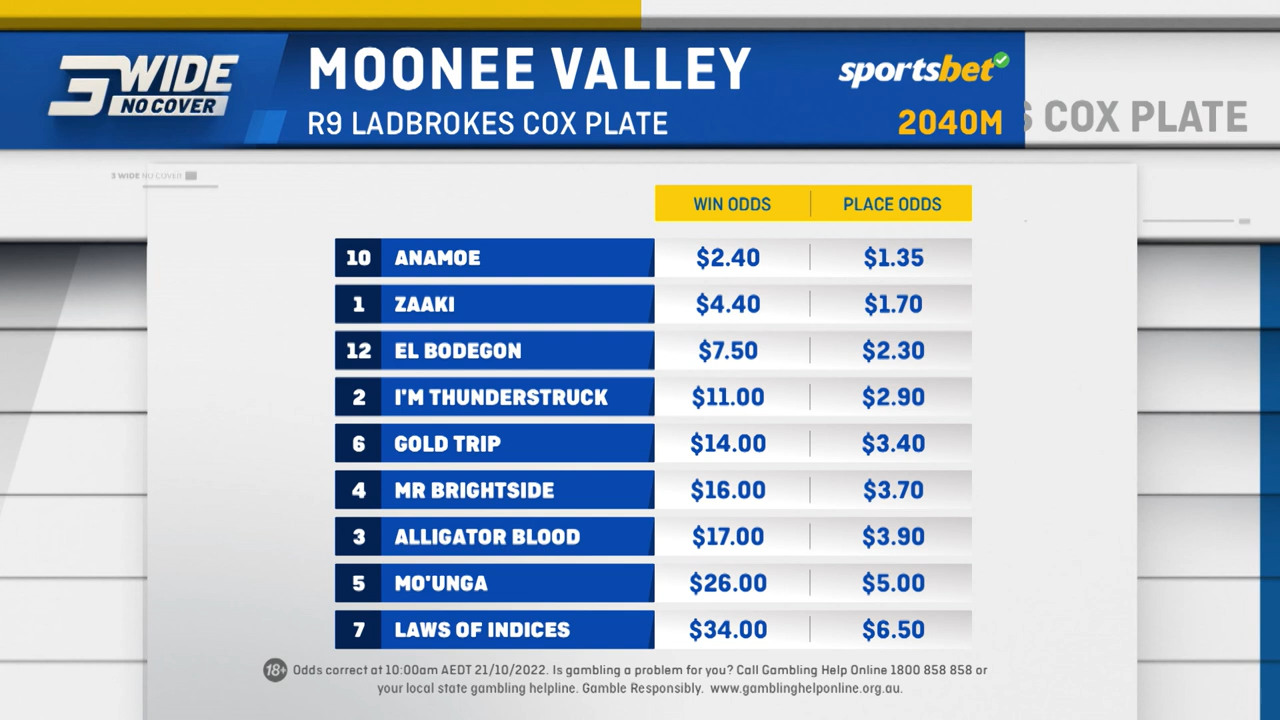 3 WIDE
NO COVER
MOONEE VALLEY
sportsbet
R9 LADBROKES COX PLATE
2040M
S COX PLATE
3 WIDE NO COVER
WIN ODDS PLACE ODDS
10 ANAMOE $2.40 $1.35
1 ZAAKI $4.40 $1.70
12 EL BODEGON $7.50 $2.30
2 I'M THUNDERSTRUCK $11.00 $2.90
6 GOLD TRIP $14.00 $3.40
4 MR BRIGHTSIDE $16.00 $3.70
3 ALLIGATOR BLOOD $17.00 $3.90
5 MO'UNGA $26.00 $5.00
7 LAWS OF INDICES $34.00 $6.50
18+ Odds correct at 10:00am AEDT 21/10/2022. Is gambling a problem for you? Call Gambling Help Online 1800 858 858 or
your local state gambling helpline. Gamble Responsibly. www.gamblinghelponline.org.au.